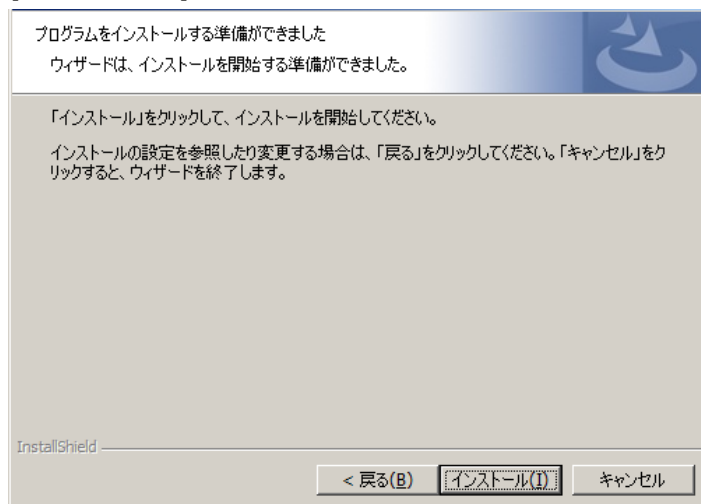 プログラムをインストールする準備ができました
ウィザードは、インストールを開始する準備ができました。
「インストール」をクリックして、インストールを開始してください。
インストールの設定を参照したり変更する場合は、「戻る」をクリックしてください。「キャンセル」をク
リックすると、ウィザードを終了します。
InstallShield
< 戻る(B) インストール(I) キャンセル